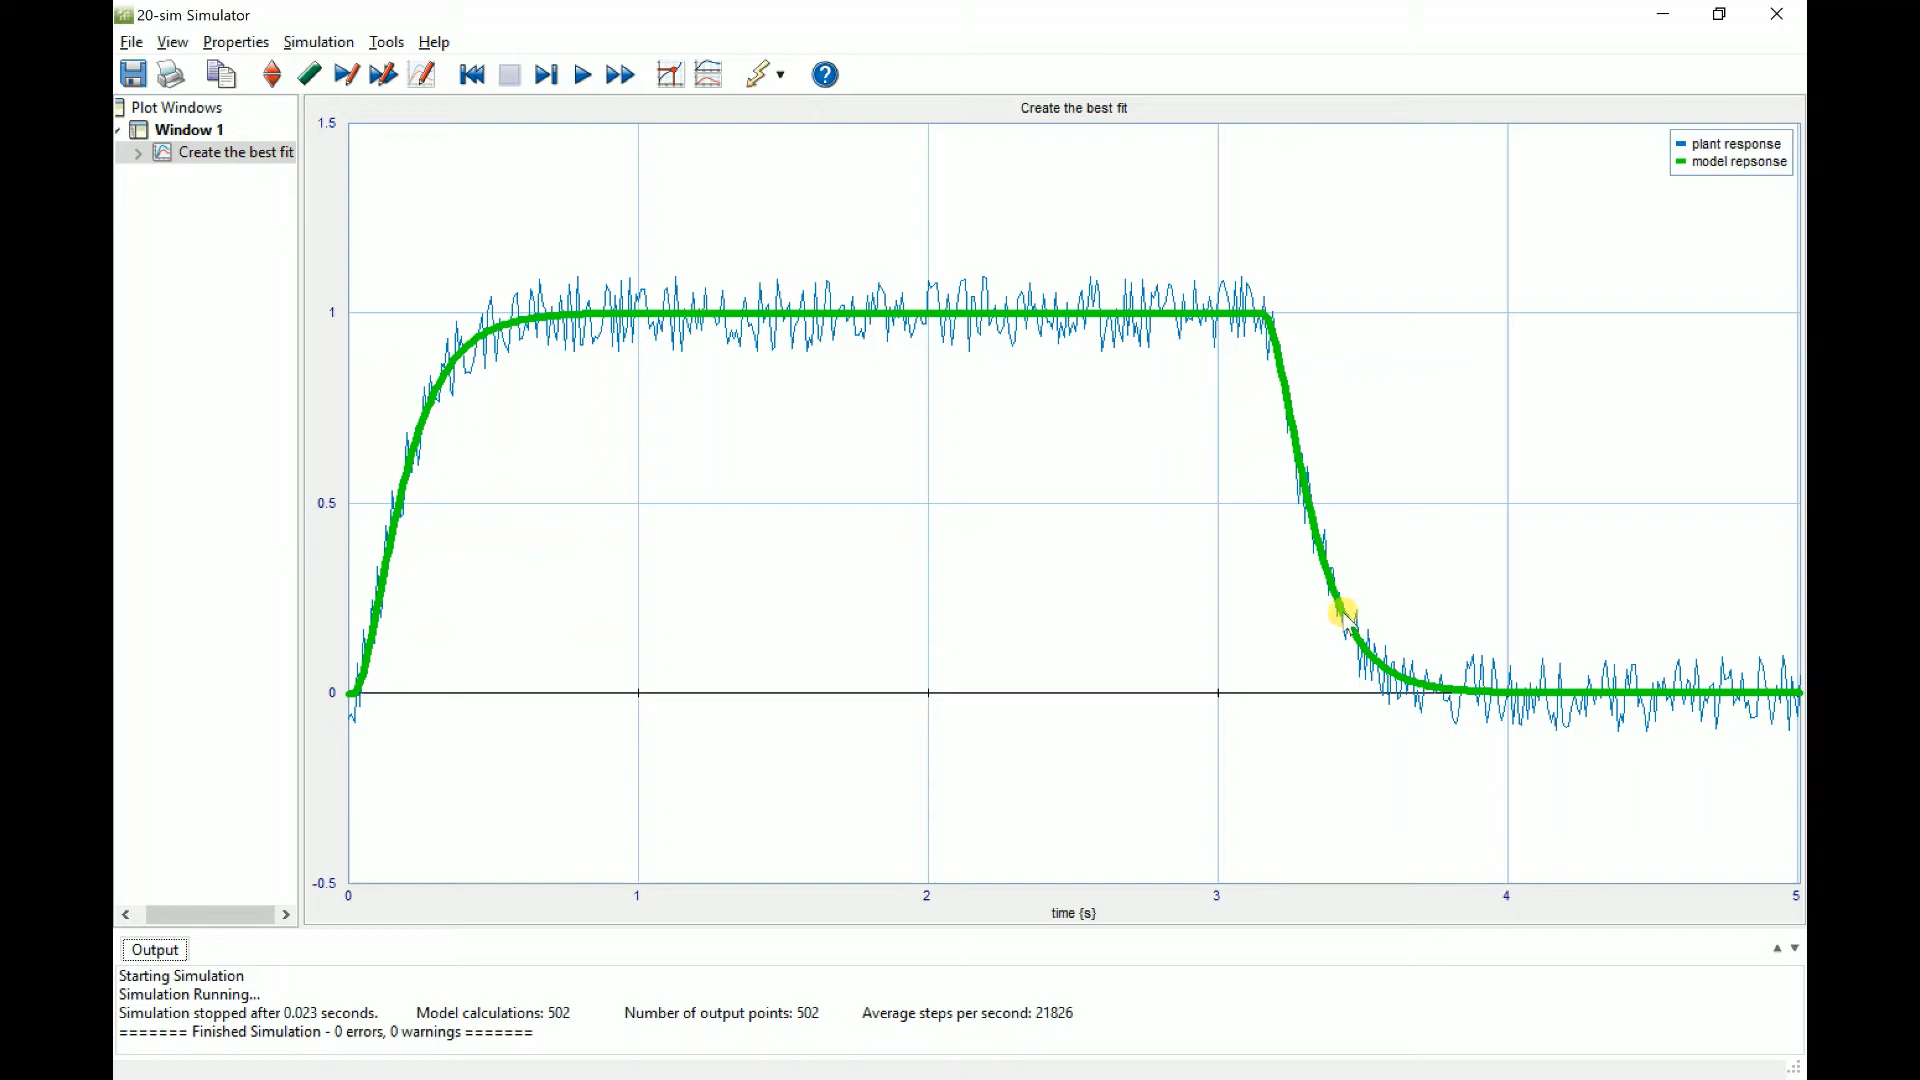 20-sim Simulator
File View Properties Simulation Tools Help
Plot Windows
Window 1
Create the best fit
Create the best fit
plant response
model repsonse
1.5
1
0.5
0
-0.5
0 1 2 3 4 5
time {s}
Output
Starting Simulation
Simulation Running...
Simulation stopped after 0.023 seconds. Model calculations: 502 Number of output points: 502 Average steps per second: 21826
======= Finished Simulation - 0 errors, 0 warnings =======